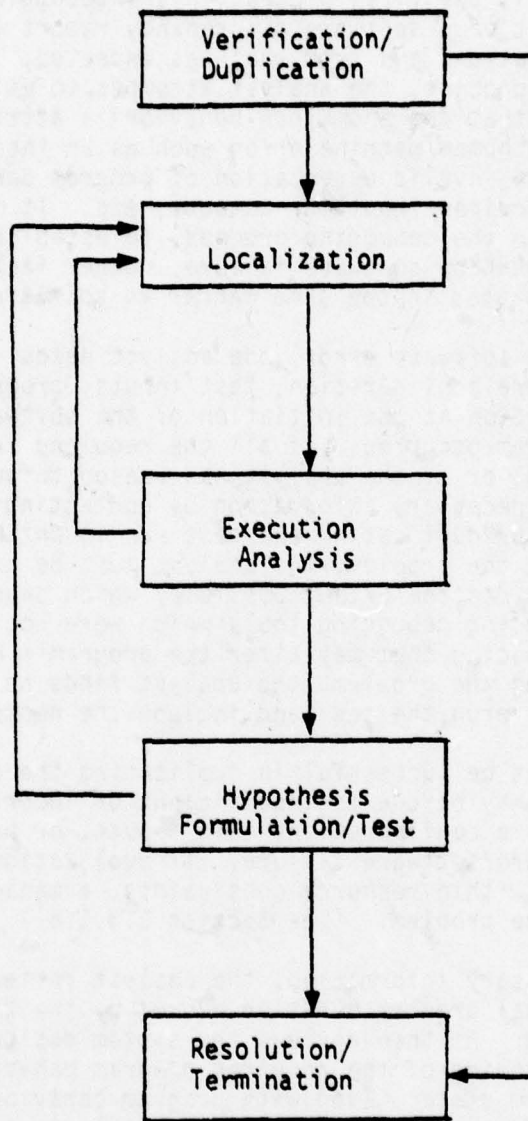 Verification/
Duplication
Localization
Execution
Analysis
Hypothesis
Formulation/Test
Resolution/
Termination